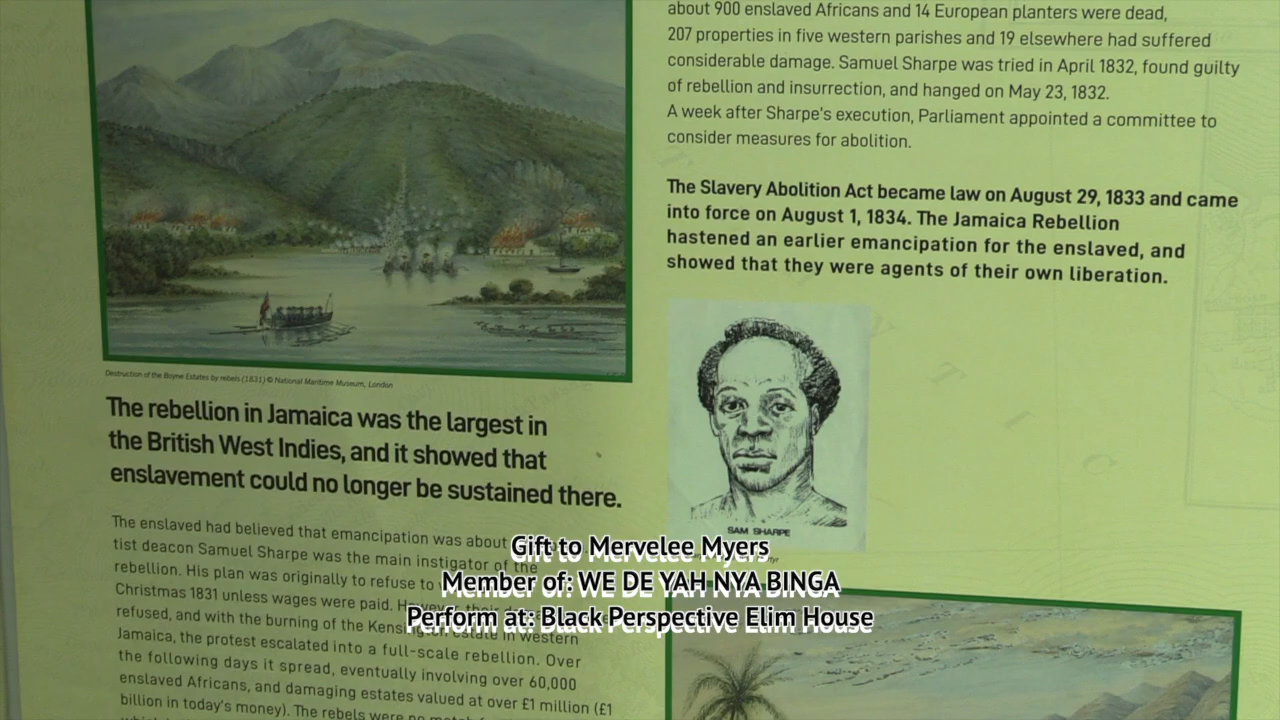 Destruction of the Boyne Estates by rebels (1831) © National Maritime Museum, London
The rebellion in Jamaica was the largest in
the British West Indies, and it showed that
enslavement could no longer be sustained there.
The enslaved had believed that emancipation was about
tist deacon Samuel Sharpe was the main instigator of the
rebellion. His plan was originally to refuse to
Christmas 1831 unless wages were paid. However, their
refused, and with the burning of the Kensington estate in western
Jamaica, the protest escalated into a full-scale rebellion. Over
the following days it spread, eventually involving over 60,000
enslaved Africans, and damaging estates valued at over £1 million (£1
billion in today's money). The rebels were no match
about 900 enslaved Africans and 14 European planters were dead,
207 properties in five western parishes and 19 elsewhere had suffered
considerable damage. Samuel Sharpe was tried in April 1832, found guilty
of rebellion and insurrection, and hanged on May 23, 1832.
A week after Sharpe's execution, Parliament appointed a committee to
consider measures for abolition.
The Slavery Abolition Act became law on August 29, 1833 and came
into force on August 1, 1834. The Jamaica Rebellion
hastened an earlier emancipation for the enslaved, and
showed that they were agents of their own liberation.
SAM SHARPE
Gift to Mervelee Myers
Member of: WE DE YAH NYA BINGA
Perform at: Black Perspective Elim House